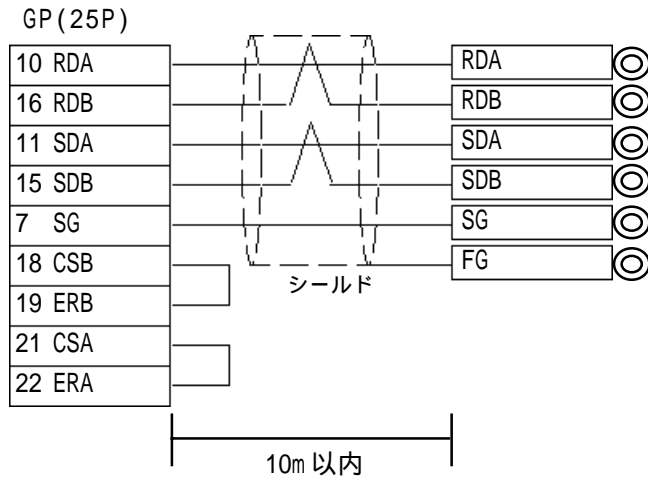 GP(25P)
10 RDA
RDA
16 RDB
RDB
11 SDA
SDA
15 SDB
SDB
7 SG
SG
18 CSB
FG
シールド
19 ERB
21 CSA
22 ERA
10m 以内